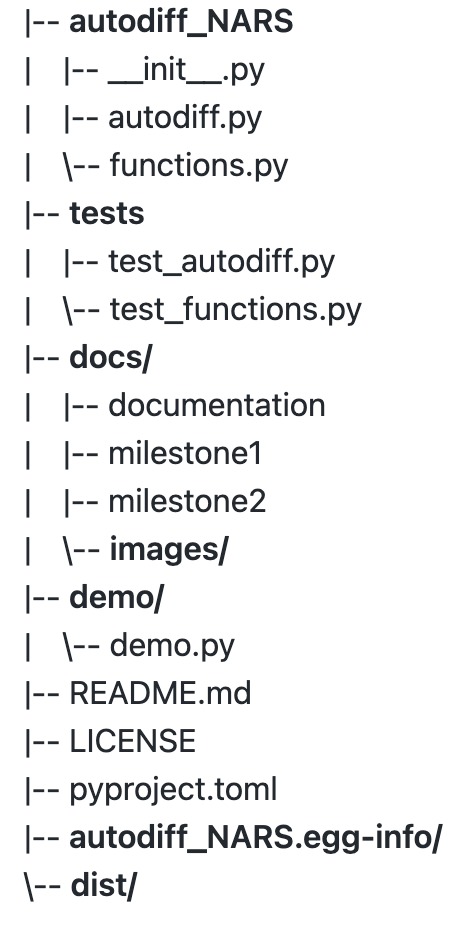 |-- autodiff_NARS
|   |-- __init__.py
|   |-- autodiff.py
|   \-- functions.py
|-- tests
|   |-- test_autodiff.py
|   \-- test_functions.py
|-- docs/
|   |-- documentation
|   |-- milestone1
|   |-- milestone2
|   \-- images/
|-- demo/
|   \-- demo.py
|-- README.md
|-- LICENSE
|-- pyproject.toml
|-- autodiff_NARS.egg-info/
\-- dist/